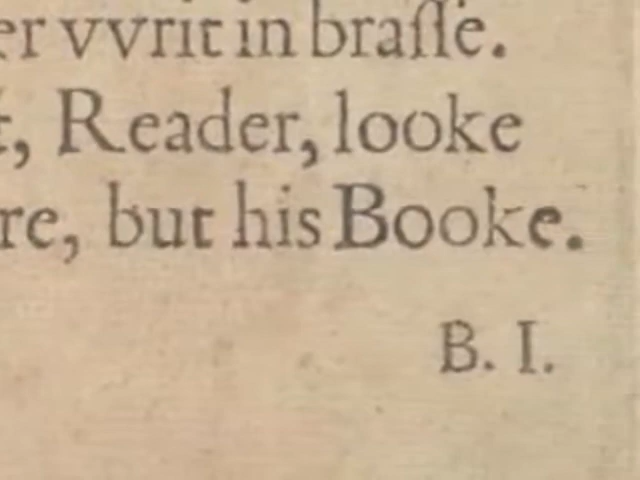 er vvrit in braſſe.
, Reader, looke
re, but his Booke.
B. I.